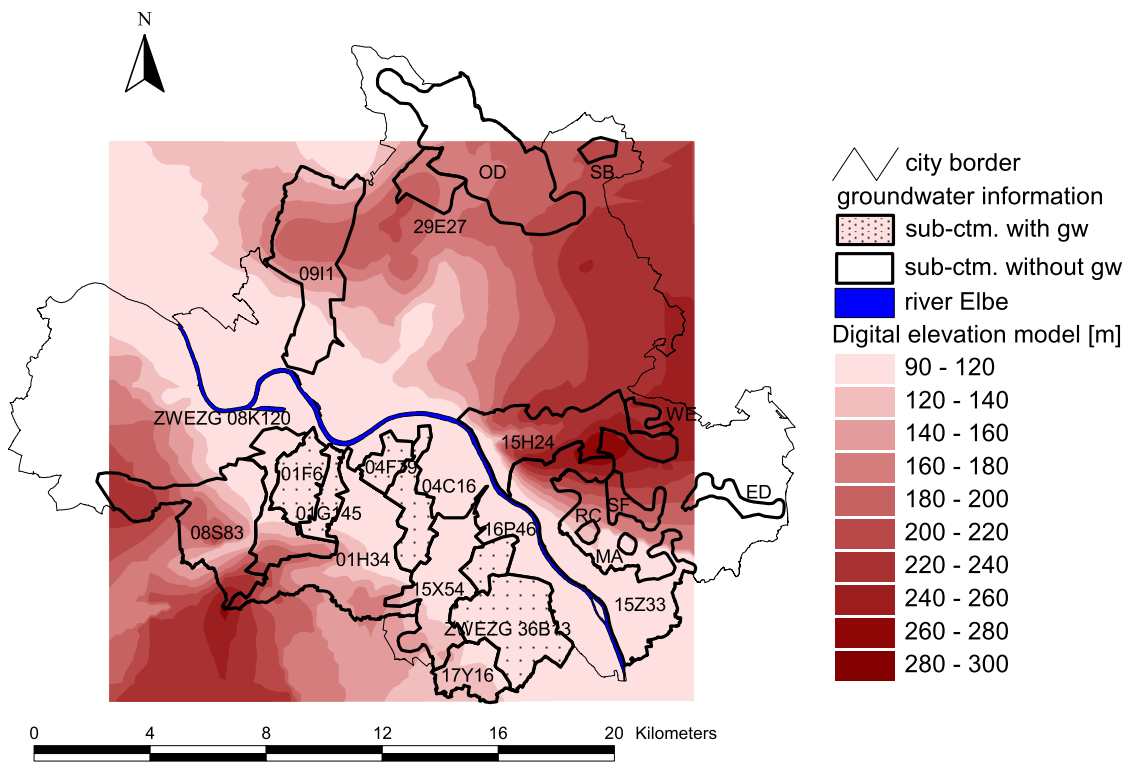 N
OD
SB
29E27
09I1
ZWEZG 08K120
WE
15H24
01F6
04F79
04C16
ED
SF
01G145
RC
08S83
16P46
01H34
MA
15X54
15Z33
ZWEZG 36B73
17Y16
0 4 8 12 16 20 Kilometers
city border
groundwater information
sub-ctm. with gw
sub-ctm. without gw
river Elbe
Digital elevation model [m]
90 - 120
120 - 140
140 - 160
160 - 180
180 - 200
200 - 220
220 - 240
240 - 260
260 - 280
280 - 300